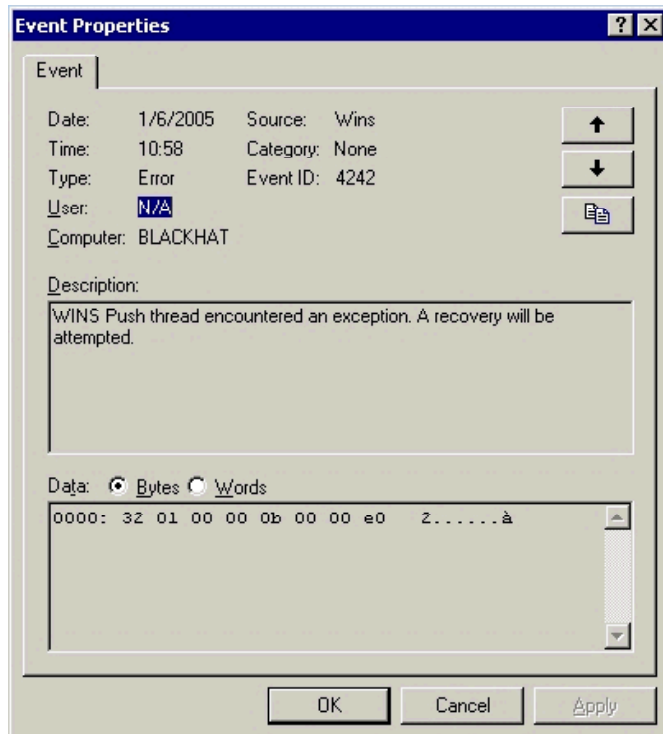 Event Properties
Event
Date: 1/6/2005 Source: Wins
Time: 10:58 Category: None
Type: Error Event ID: 4242
User: N/A
Computer: BLACKHAT
Description:
WINS Push thread encountered an exception. A recovery will be
attempted.
Data: Bytes Words
0000: 32 01 00 00 0b 00 00 e0 2......à
OK Cancel Apply